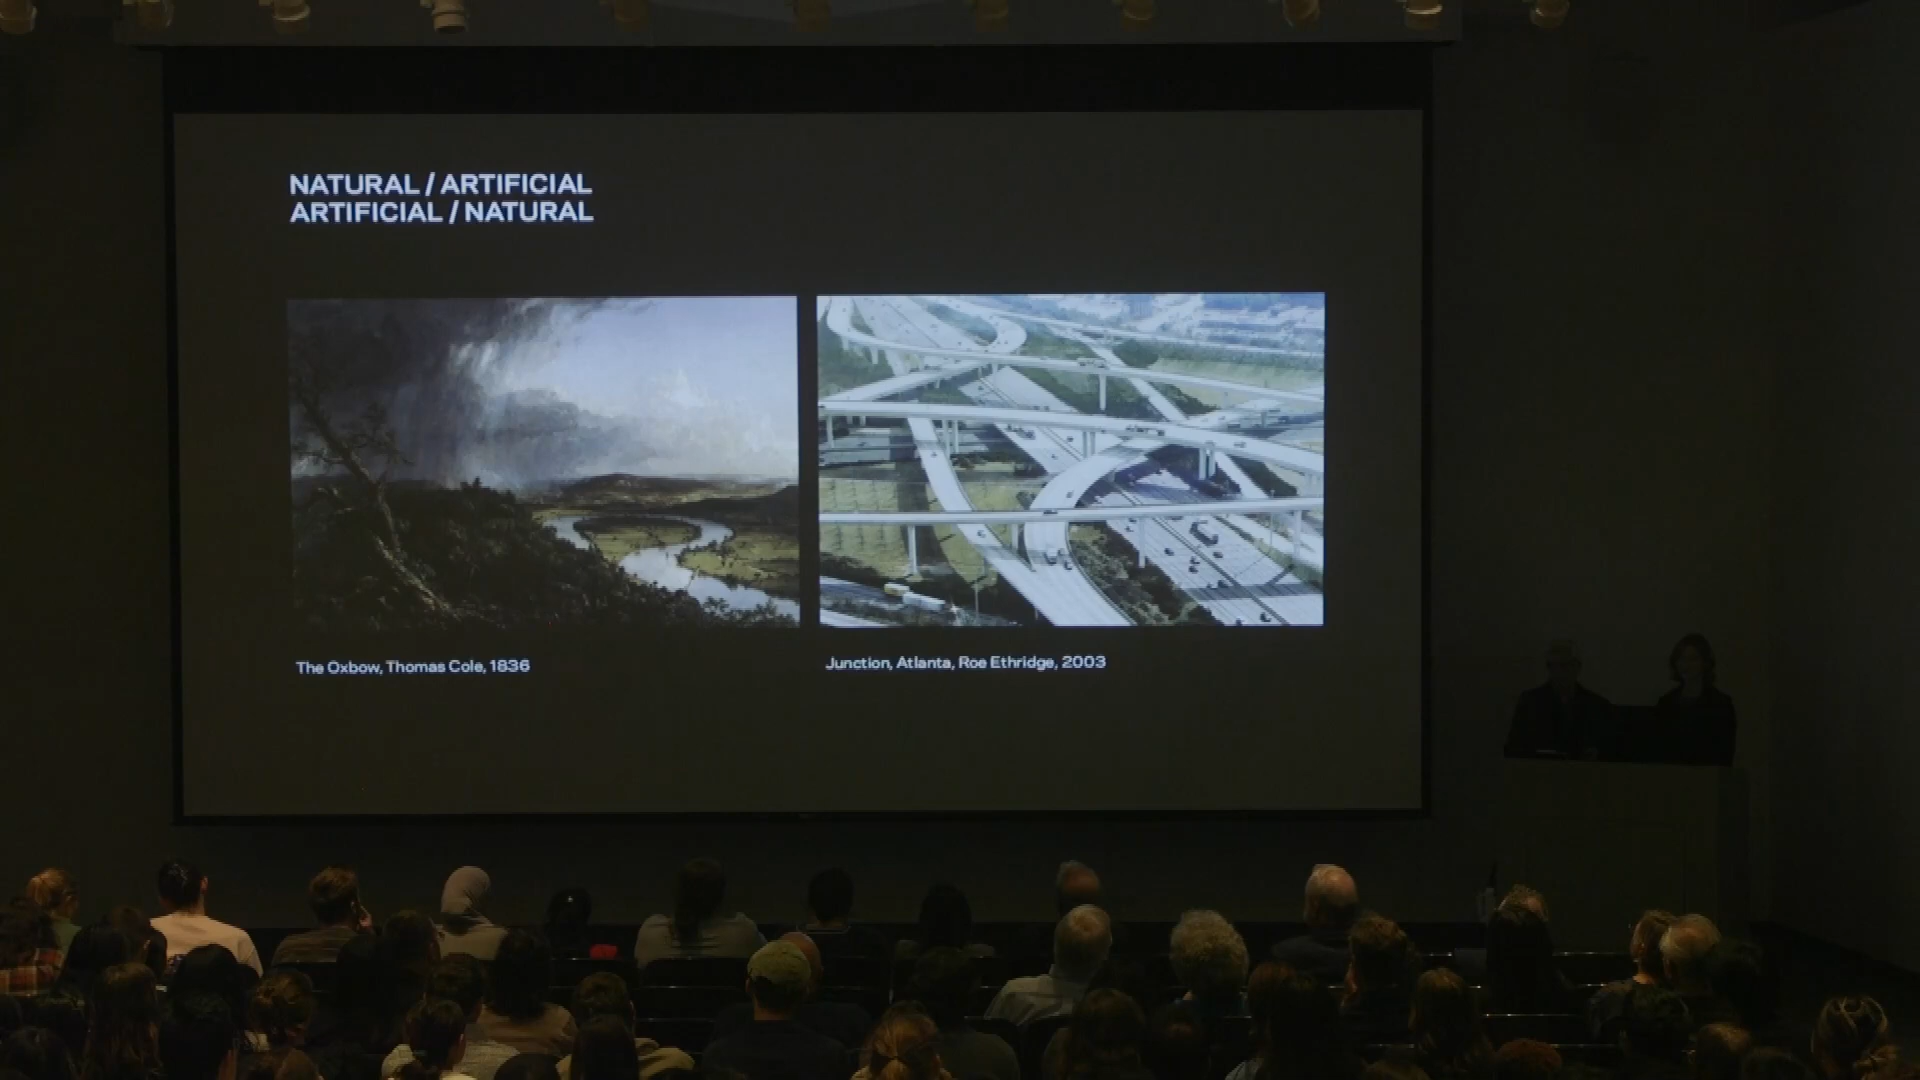 NATURAL / ARTIFICIAL
ARTIFICIAL / NATURAL
The Oxbow, Thomas Cole, 1836
Junction, Atlanta, Roe Ethridge, 2003